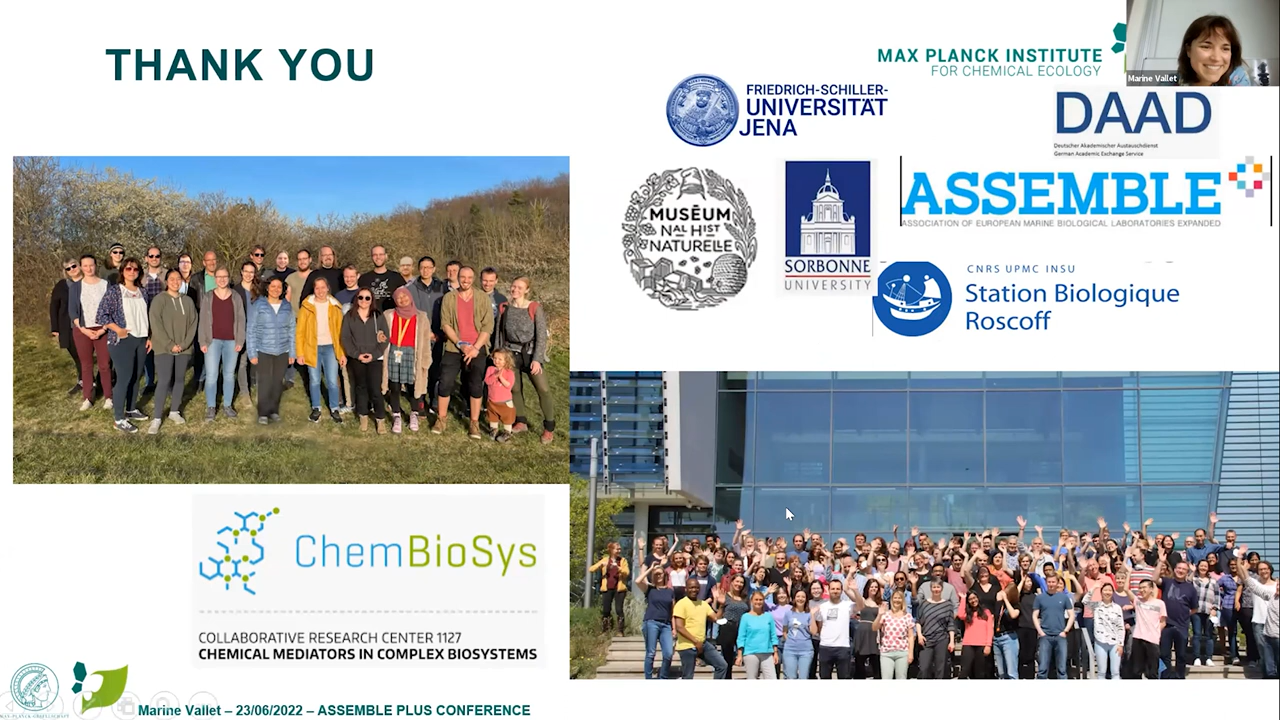 THANK YOU
MAX PLANCK INSTITUTE
FOR CHEMICAL ECOLOGY
Marine Vallet
FRIEDRICH-SCHILLER-
UNIVERSITÄT
JENA
DAAD
Deutscher Akademischer Austauschdienst
German Academic Exchange Service
MUSÉUM
NAL HIST
NATURELLE
SORBONNE
UNIVERSITY
ASSEMBLE
ASSOCIATION OF EUROPEAN MARINE BIOLOGICAL LABORATORIES EXPANDED
CNRS UPMC INSU
Station Biologique
Roscoff
ChemBioSys
COLLABORATIVE RESEARCH CENTER 1127
CHEMICAL MEDIATORS IN COMPLEX BIOSYSTEMS
Marine Vallet – 23/06/2022 – ASSEMBLE PLUS CONFERENCE